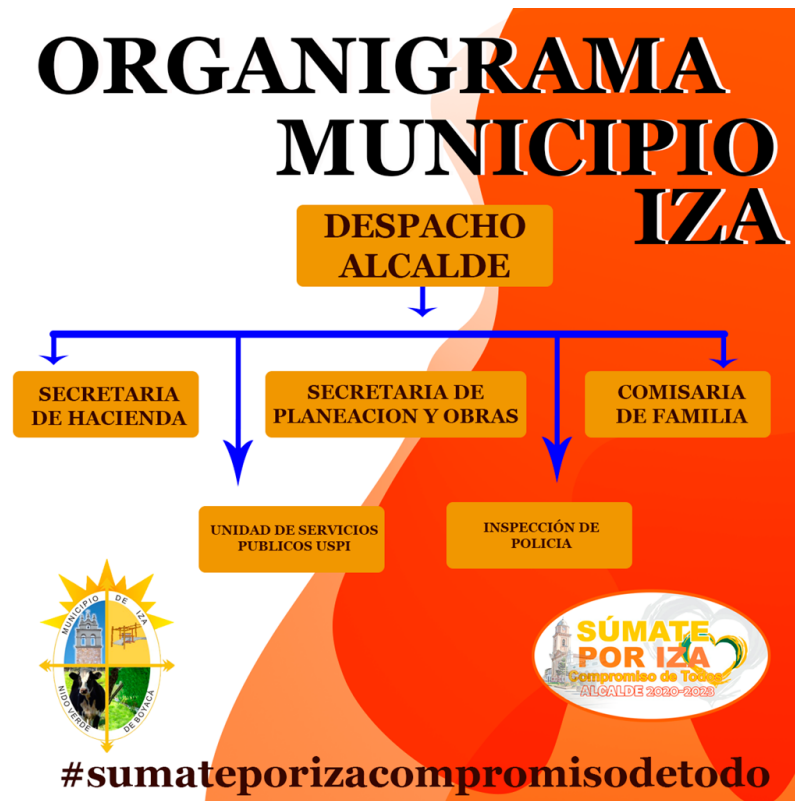 ORGANIGRAMA
MUNICIPIO
IZA
DESPACHO
ALCALDE
SECRETARIA
DE HACIENDA
SECRETARIA DE
PLANEACION Y OBRAS
COMISARIA
DE FAMILIA
UNIDAD DE SERVICIOS
PUBLICOS USPI
INSPECCIÓN DE
POLICIA
MUNICIPIO DE IZA
NIDO VERDE DE BOYACÁ
SÚMATE
POR IZA
Compromiso de Todos
ALCALDE 2020-2023
#sumateporizacompromisodetodo